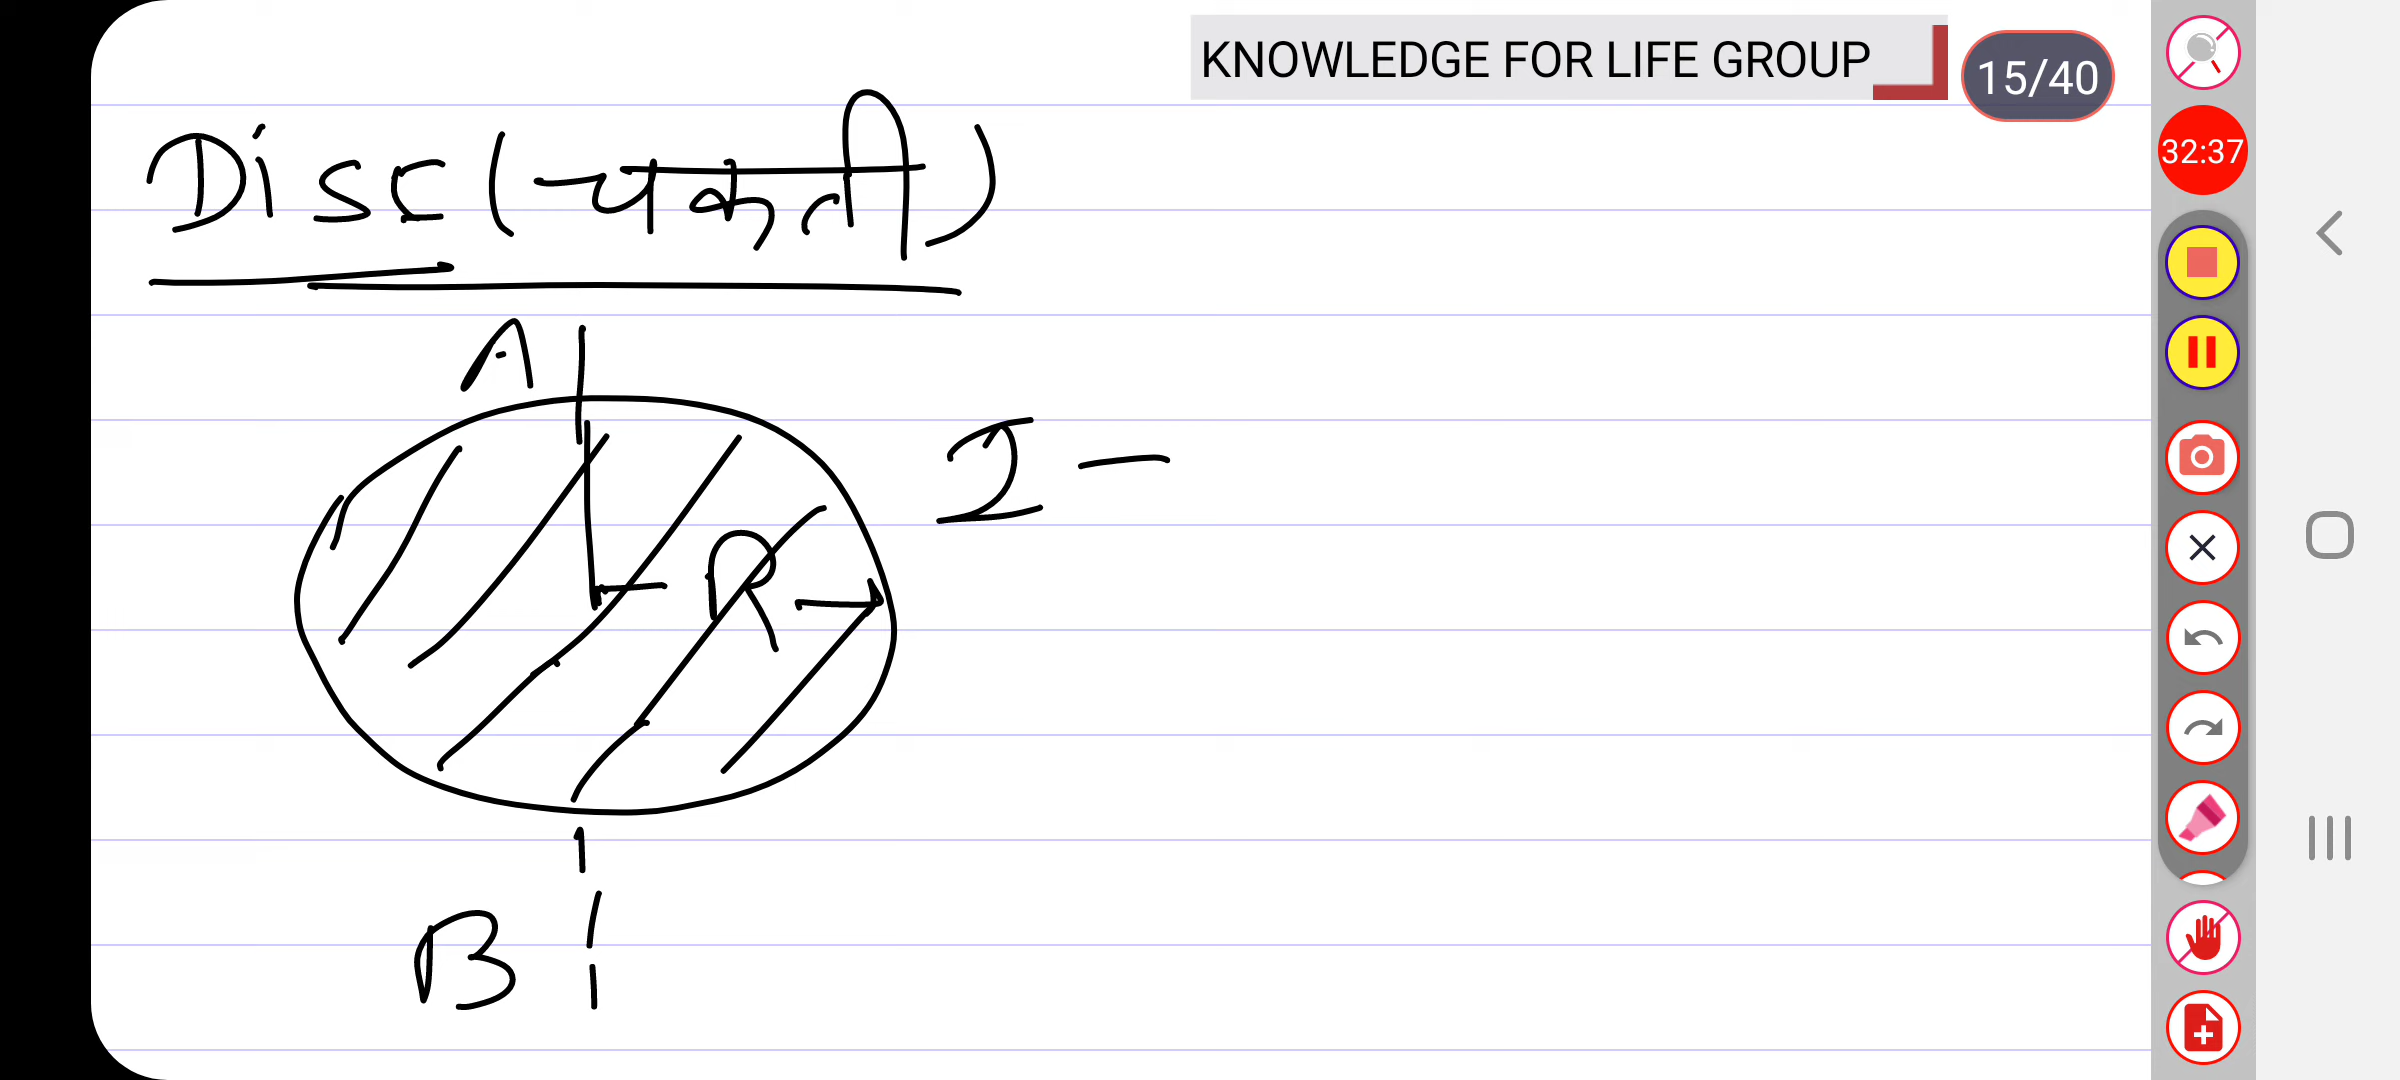 KNOWLEDGE FOR LIFE GROUP
15/40
32:37
Disc (चकती)
A
I -
R
B